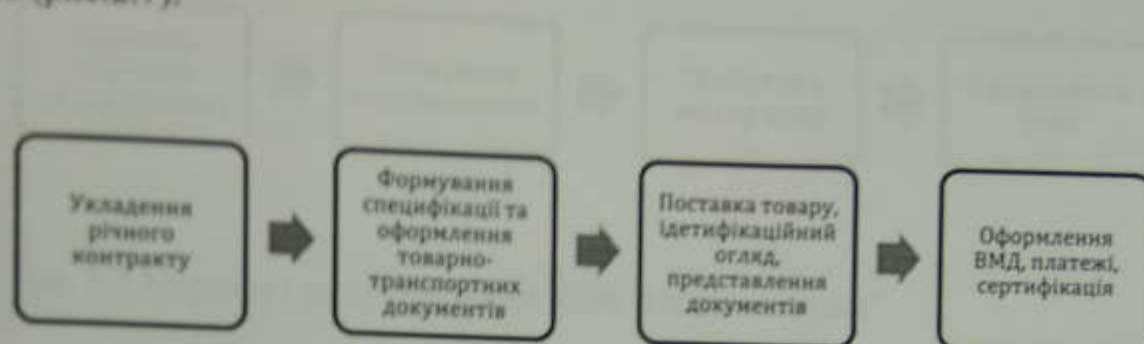 Укладення
річного
контракту
Формування
специфікації та
оформлення
товарно-
транспортних
документів
Поставка товару,
ідетифікаційний
огляд,
представлення
документів
Оформлення
ВМД, платежі,
сертифікація